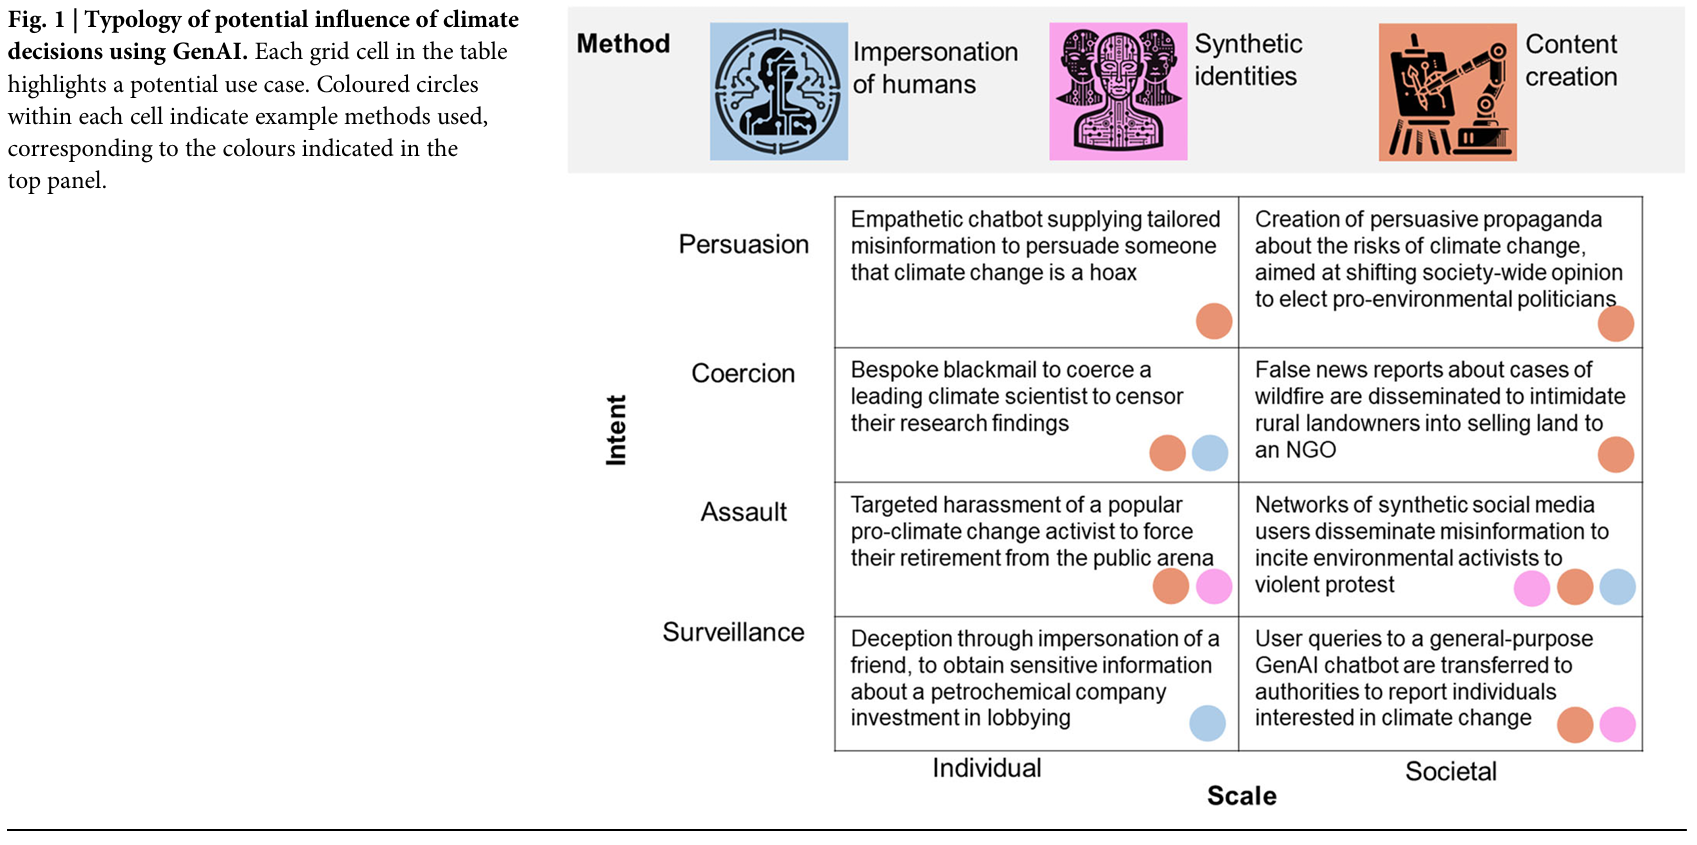 Fig. 1 | Typology of potential influence of climate
decisions using GenAI. Each grid cell in the table
highlights a potential use case. Coloured circles
within each cell indicate example methods used,
corresponding to the colours indicated in the
top panel.
Method
Impersonation
of humans
Synthetic
identities
Content
creation
Intent
Persuasion
Empathetic chatbot supplying tailored
misinformation to persuade someone
that climate change is a hoax
Creation of persuasive propaganda
about the risks of climate change,
aimed at shifting society-wide opinion
to elect pro-environmental politicians
Coercion
Bespoke blackmail to coerce a
leading climate scientist to censor
their research findings
False news reports about cases of
wildfire are disseminated to intimidate
rural landowners into selling land to
an NGO
Assault
Targeted harassment of a popular
pro-climate change activist to force
their retirement from the public arena
Networks of synthetic social media
users disseminate misinformation to
incite environmental activists to
violent protest
Surveillance
Deception through impersonation of a
friend, to obtain sensitive information
about a petrochemical company
investment in lobbying
User queries to a general-purpose
GenAI chatbot are transferred to
authorities to report individuals
interested in climate change
Individual
Societal
Scale